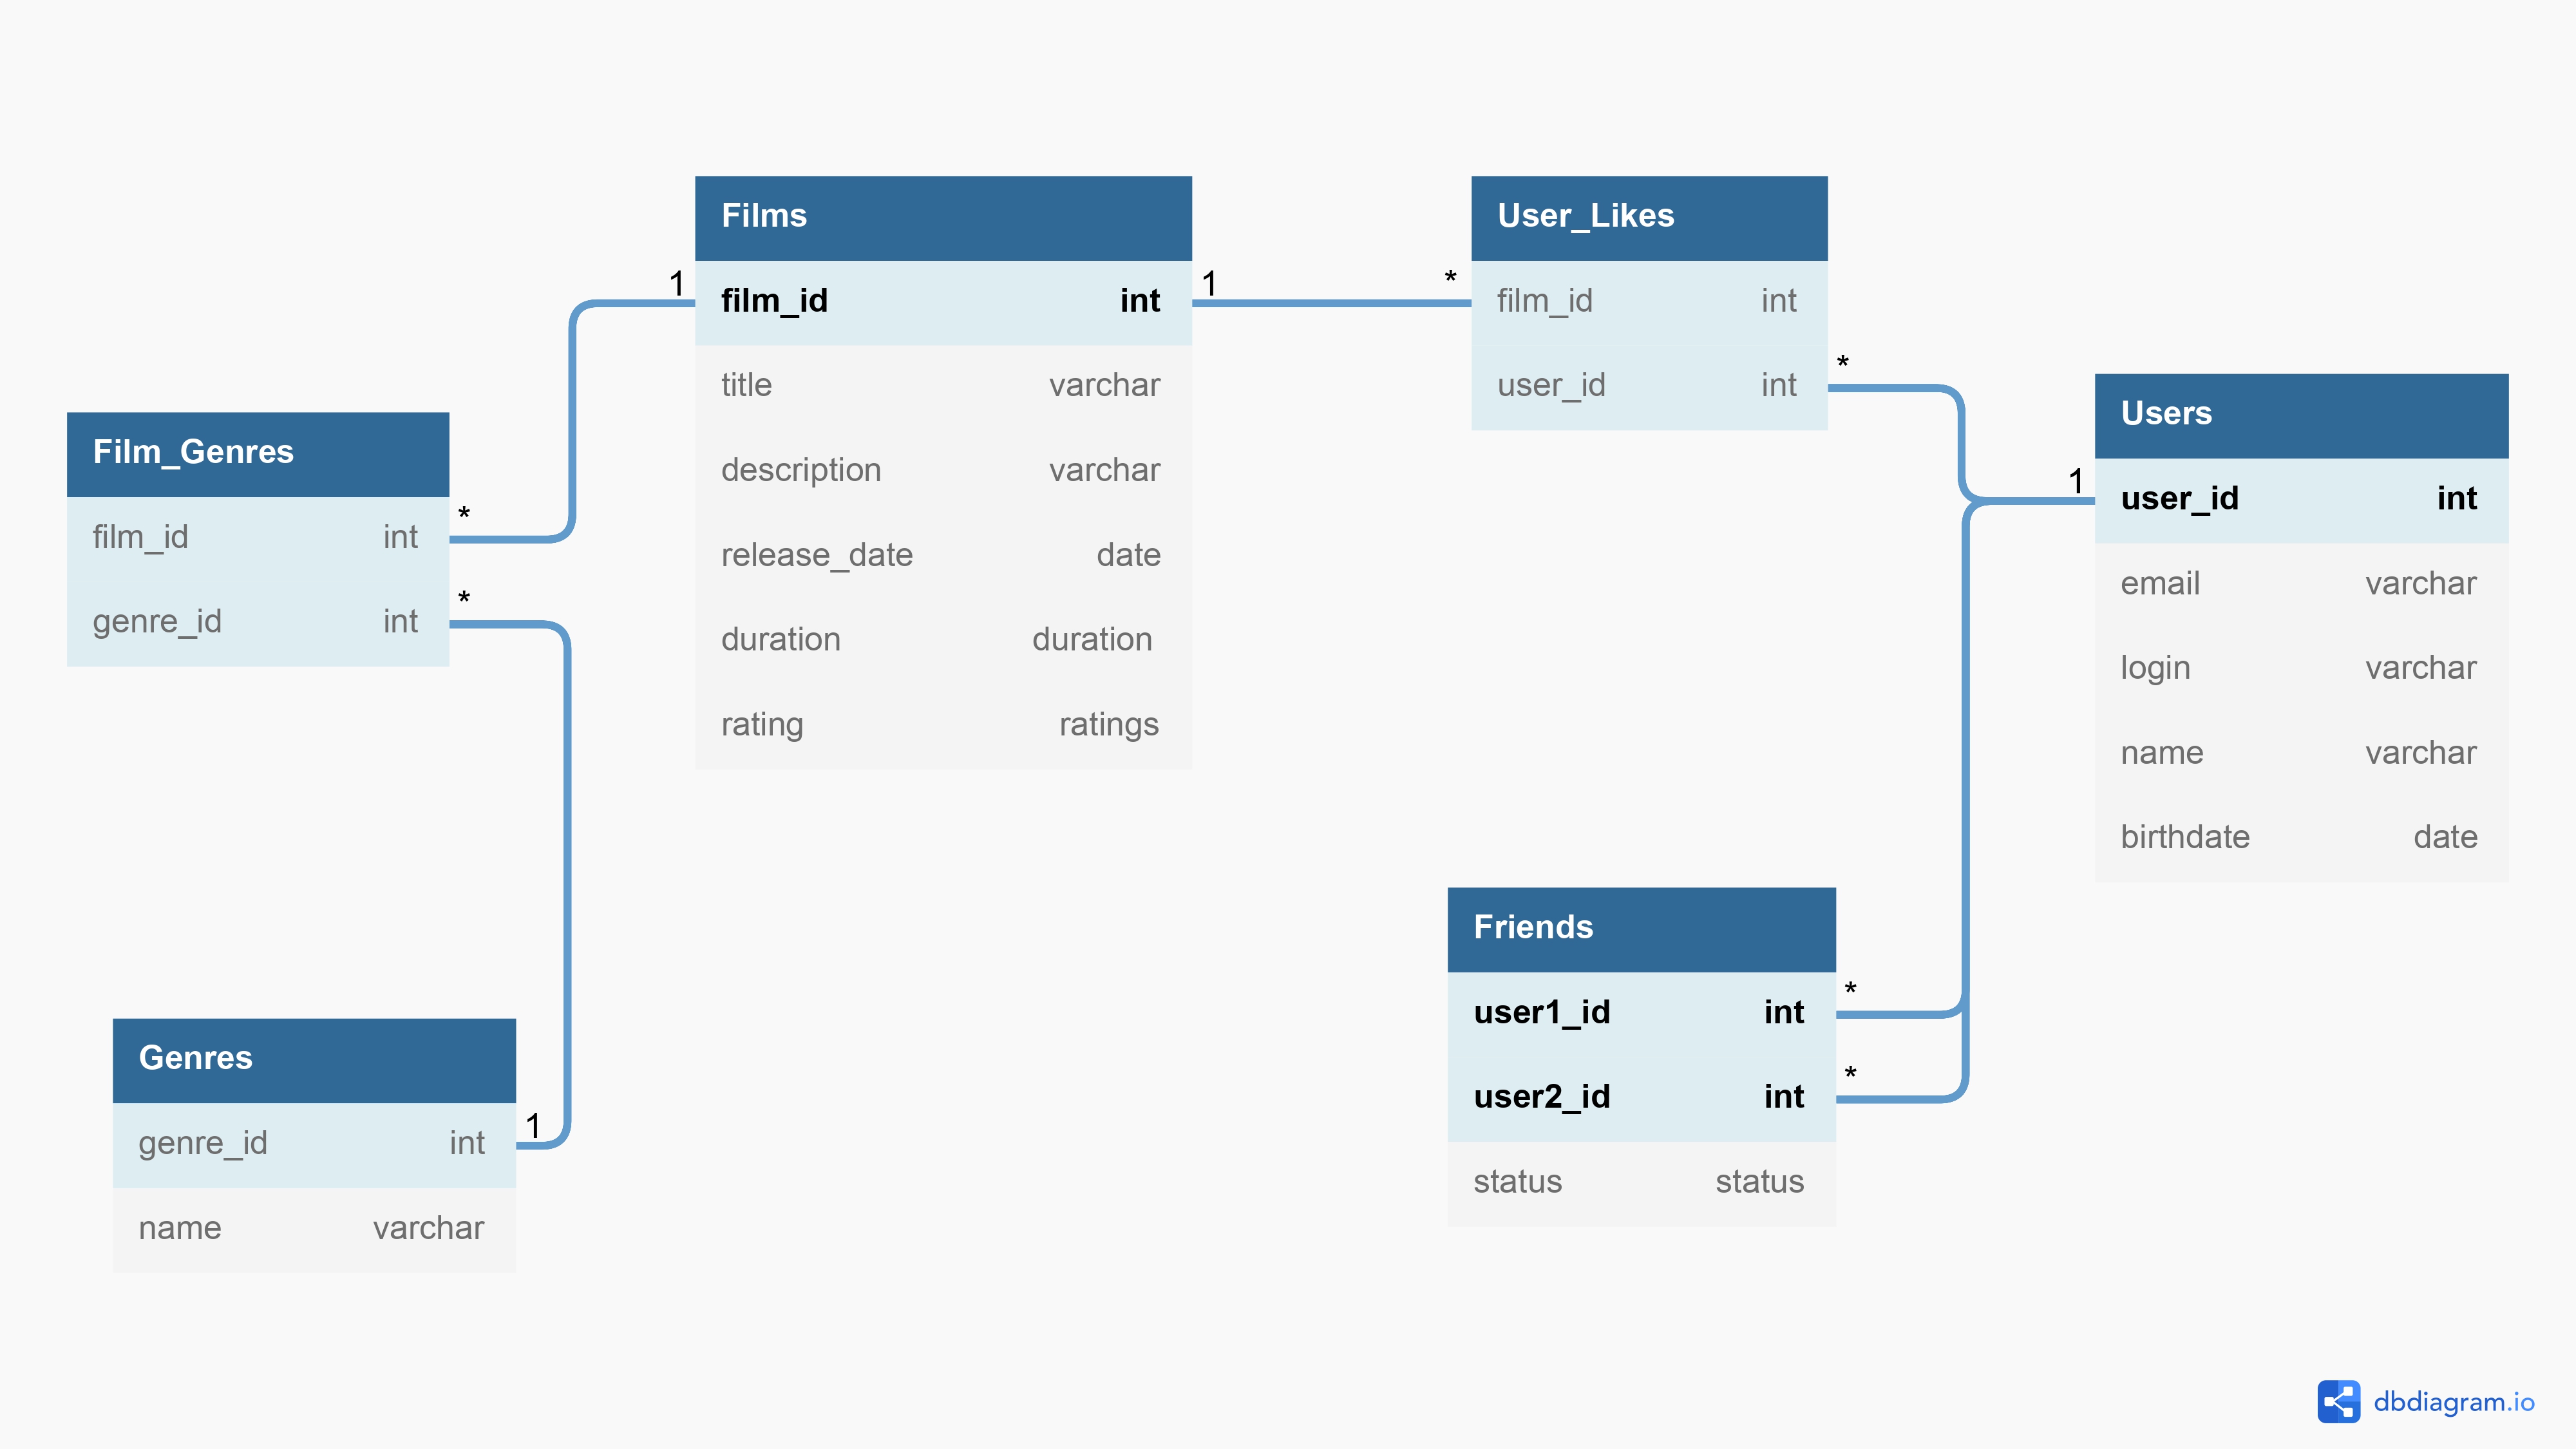 Films
1 film_id int 1
title varchar
description varchar
release_date date
duration duration
rating ratings
User_Likes
* film_id int
user_id int *
Users
1 user_id int
email varchar
login varchar
name varchar
birthdate date
Film_Genres
film_id int *
genre_id int *
Genres
genre_id int 1
name varchar
Friends
user1_id int *
user2_id int *
status status
dbdiagram.io